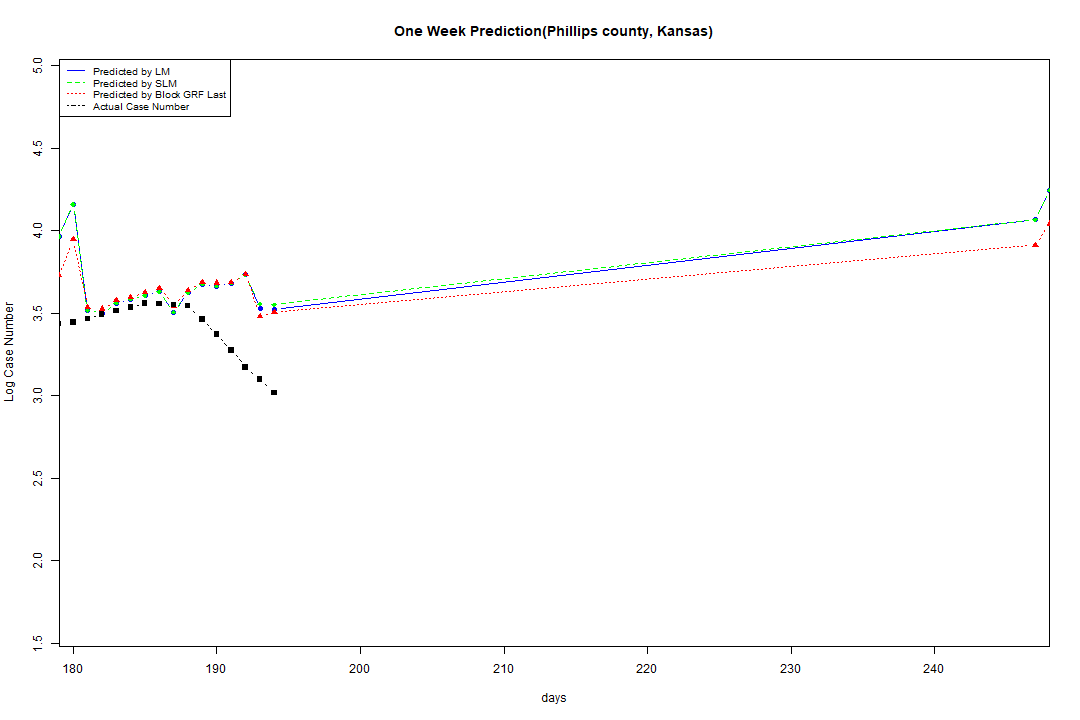 One Week Prediction(Phillips county, Kansas)
Predicted by LM
Predicted by SLM
Predicted by Block GRF Last
Actual Case Number
5.0
4.5
4.0
3.5
3.0
2.5
2.0
1.5
Log Case Number
180 190 200 210 220 230 240
days